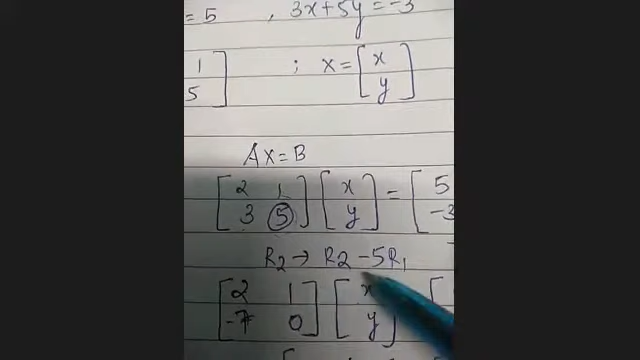 = 5 , 3x+5y = -3
1 ; x = [x
5] y]
AX = B
[2 1 [x = [5
3 5] y] -3
R₂ → R2 - 5R₁
[2 1 [x [
-7 0] y]